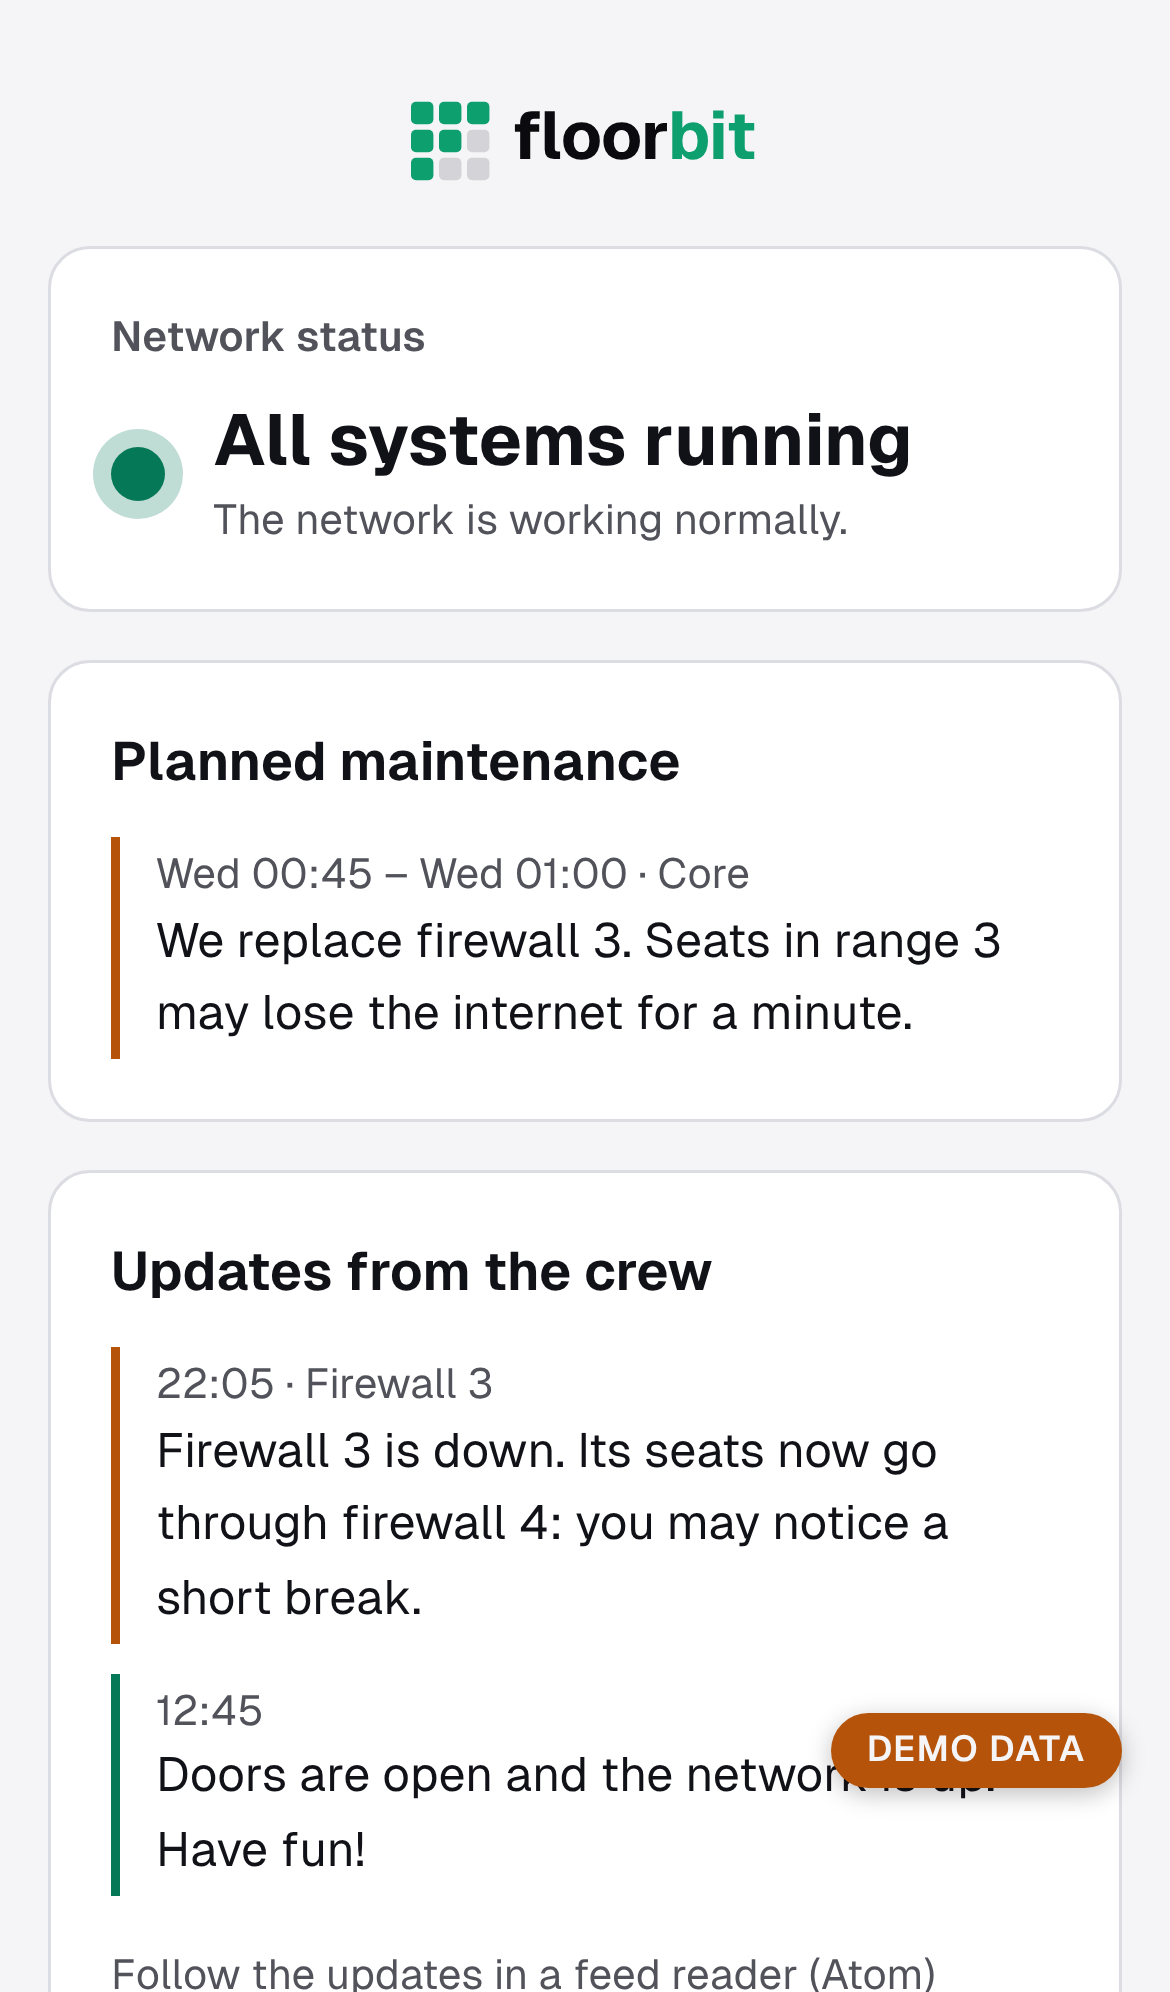 floorbit
Network status
All systems running
The network is working normally.
Planned maintenance
Wed 00:45 – Wed 01:00 · Core
We replace firewall 3. Seats in range 3
may lose the internet for a minute.
Updates from the crew
22:05 · Firewall 3
Firewall 3 is down. Its seats now go
through firewall 4: you may notice a
short break.
12:45
DEMO DATA
Doors are open and the network is up.
Have fun!
Follow the updates in a feed reader (Atom)